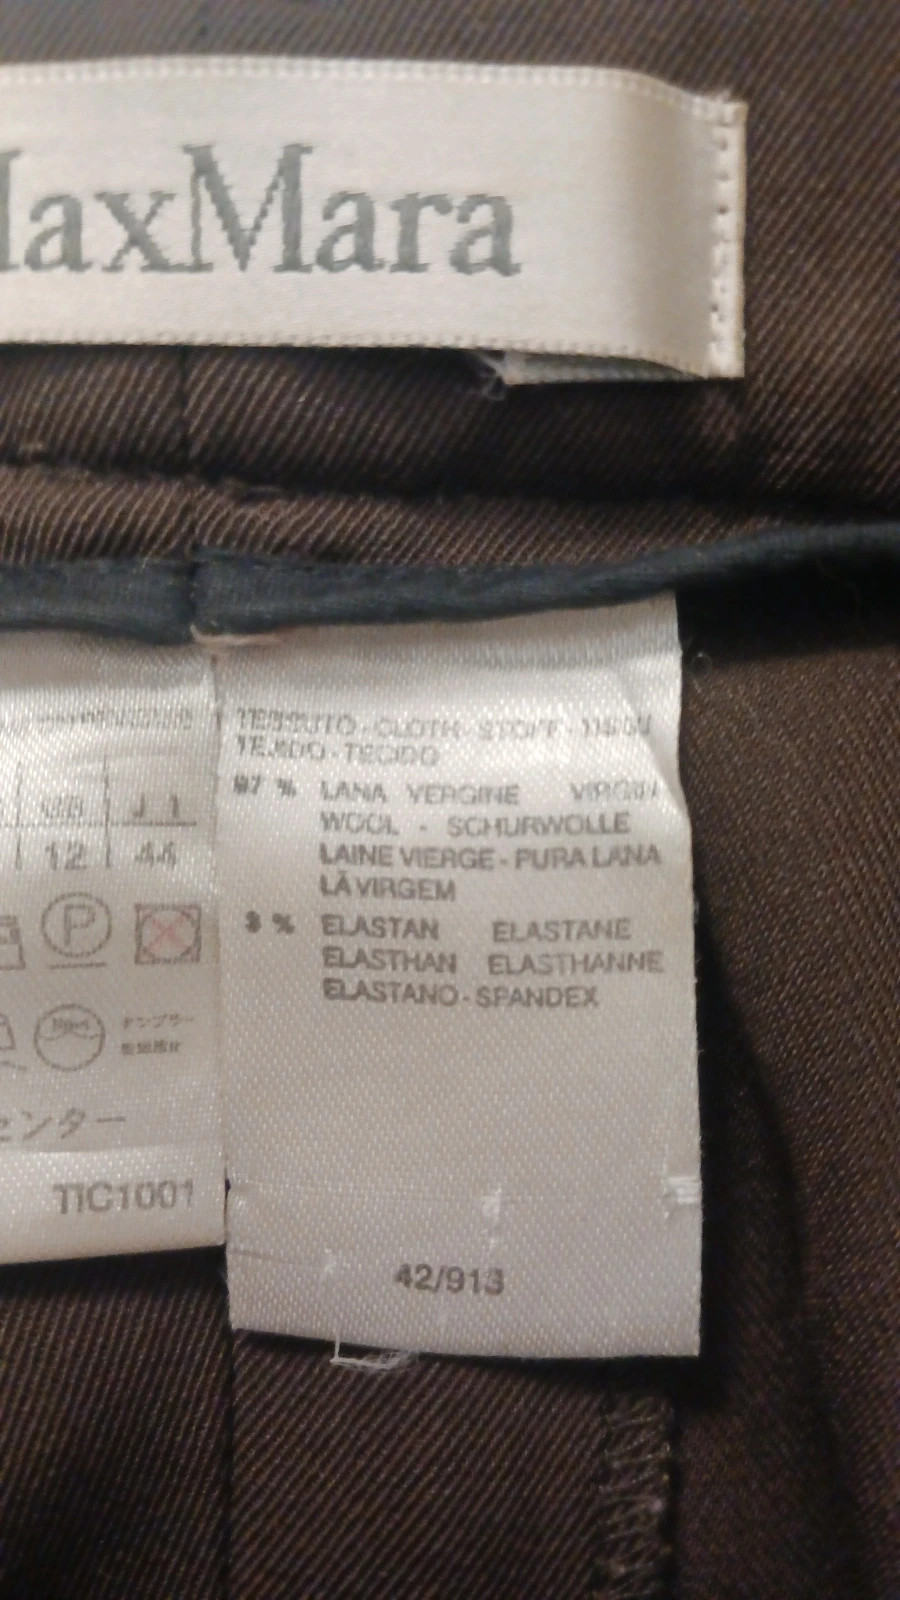 MaxMara
TESSUTO - CLOTH - STOFF - TISSU
TEJIDO - TECIDO
97 % LANA VERGINE VIRGIN
WOOL - SCHURWOLLE
LAINE VIERGE - PURA LANA
LÃ VIRGEM
3 % ELASTAN ELASTANE
ELASTHAN ELASTHANNE
ELASTANO - SPANDEX
42/913
GB J 1
12 44
P
センター
TIC1001